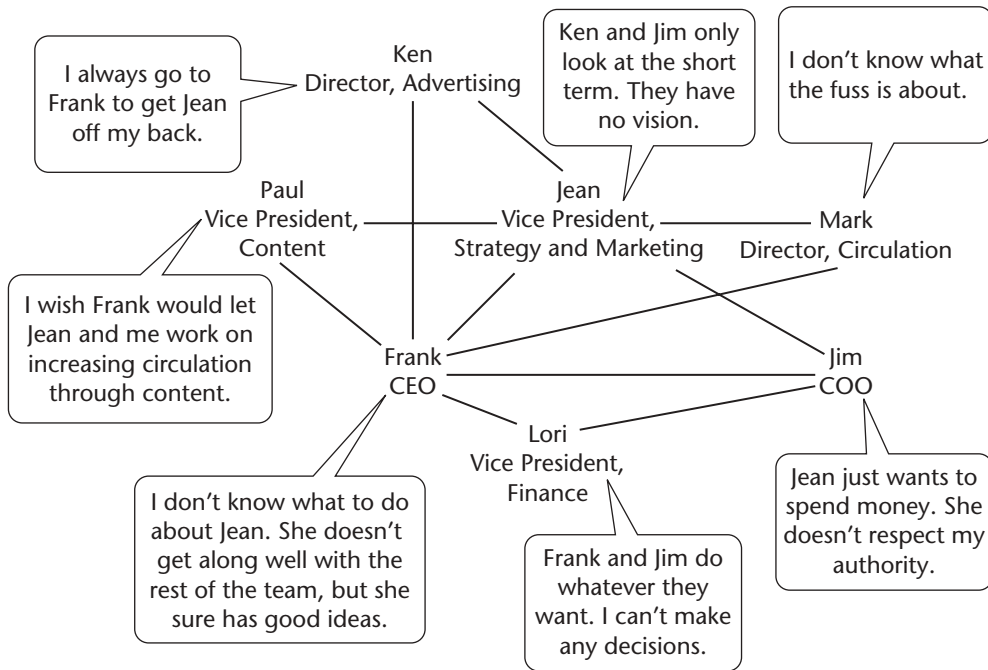 Ken
Director, Advertising
I always go to
Frank to get Jean
off my back.
Ken and Jim only
look at the short
term. They have
no vision.
I don't know what
the fuss is about.
Paul
Vice President,
Content
Jean
Vice President,
Strategy and Marketing
Mark
Director, Circulation
I wish Frank would let
Jean and me work on
increasing circulation
through content.
Frank
CEO
Jim
COO
Lori
Vice President,
Finance
I don't know what to do
about Jean. She doesn't
get along well with the
rest of the team, but she
sure has good ideas.
Frank and Jim do
whatever they
want. I can't make
any decisions.
Jean just wants to
spend money. She
doesn't respect my
authority.